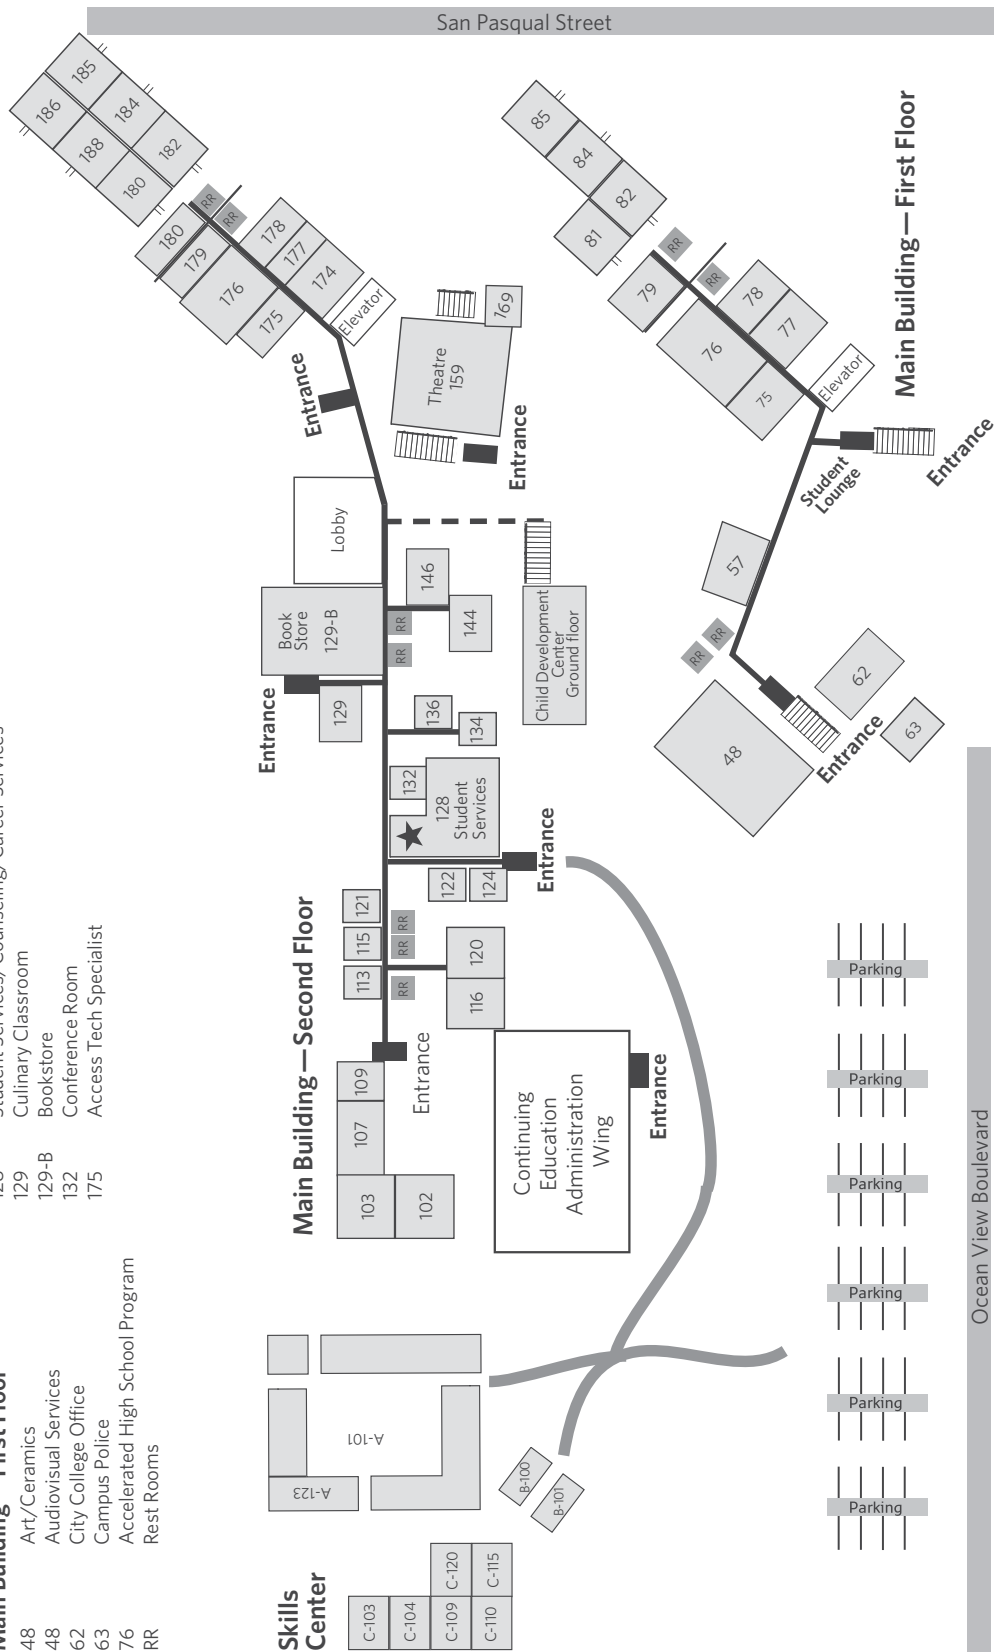 San Pasqual Street
Main Building — First Floor
48 Art/Ceramics
48 Audiovisual Services
62 City College Office
63 Campus Police
76 Accelerated High School Program
RR Rest Rooms
129 Culinary Classroom
129-B Bookstore
132 Conference Room
175 Access Tech Specialist
Skills
Center
C-103
C-104
C-109
C-110
C-120
C-115
A-123
A-101
B-100
B-101
Main Building—Second Floor
103
102
107
109
Entrance
Continuing
Education
Administration
Wing
Entrance
113
115
121
RR
RR
RR
116
120
122
124
Entrance
132
128
Student
Services
134
136
Entrance
129
Book
Store
129-B
RR
RR
144
146
Lobby
Child Development
Center
Ground floor
Entrance
Theatre
159
169
Entrance
Elevator
175
176
179
180
174
177
178
RR
RR
180
188
186
182
184
185
Main Building—First Floor
48
Entrance
62
63
RR
RR
57
Student
Lounge
Entrance
Elevator
75
76
77
78
79
RR
RR
81
82
84
85
Parking
Parking
Parking
Parking
Parking
Parking
Ocean View Boulevard